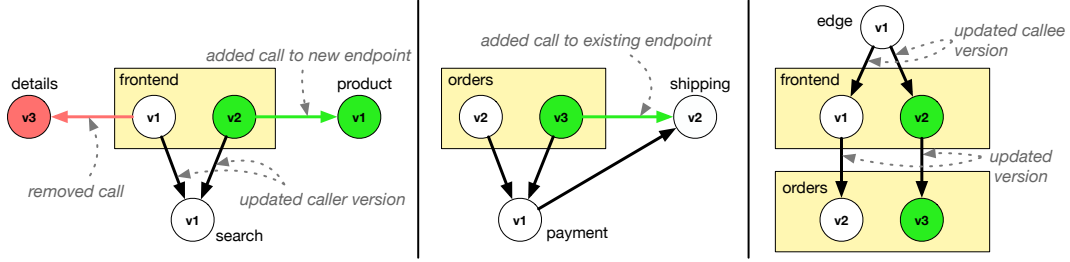 added call to new endpoint
details
frontend
product
v3
v1
v2
v1
removed call
updated caller version
v1
search
added call to existing endpoint
orders
shipping
v2
v3
v2
v1
payment
edge
v1
updated callee
version
frontend
v1
v2
updated
version
orders
v2
v3